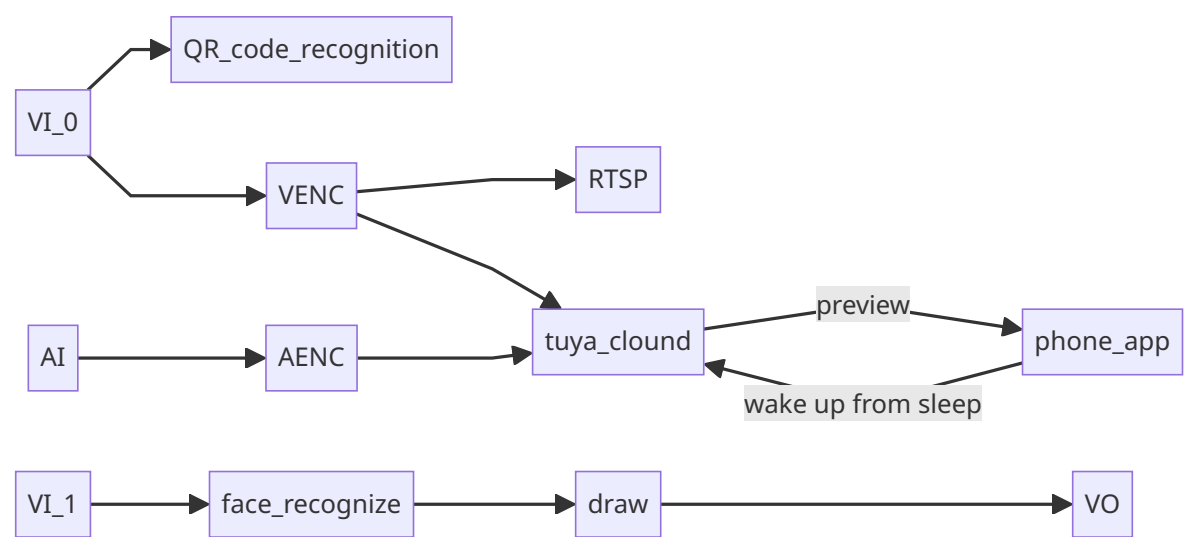 QR_code_recognition
VI_0
VENC
RTSP
tuya_clound
preview
phone_app
AI
AENC
wake up from sleep
VI_1
face_recognize
draw
VO